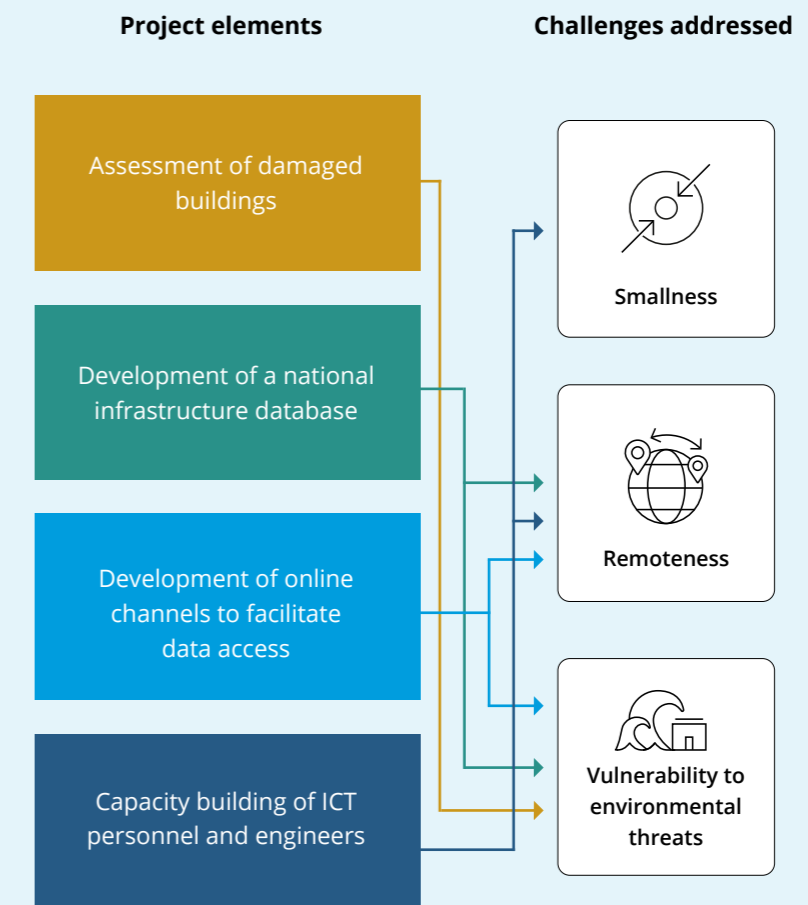 Project elements
Challenges addressed
Assessment of damaged
buildings
Smallness
Development of a national
infrastructure database
Remoteness
Development of online
channels to facilitate
data access
Vulnerability to
environmental
threats
Capacity building of ICT
personnel and engineers